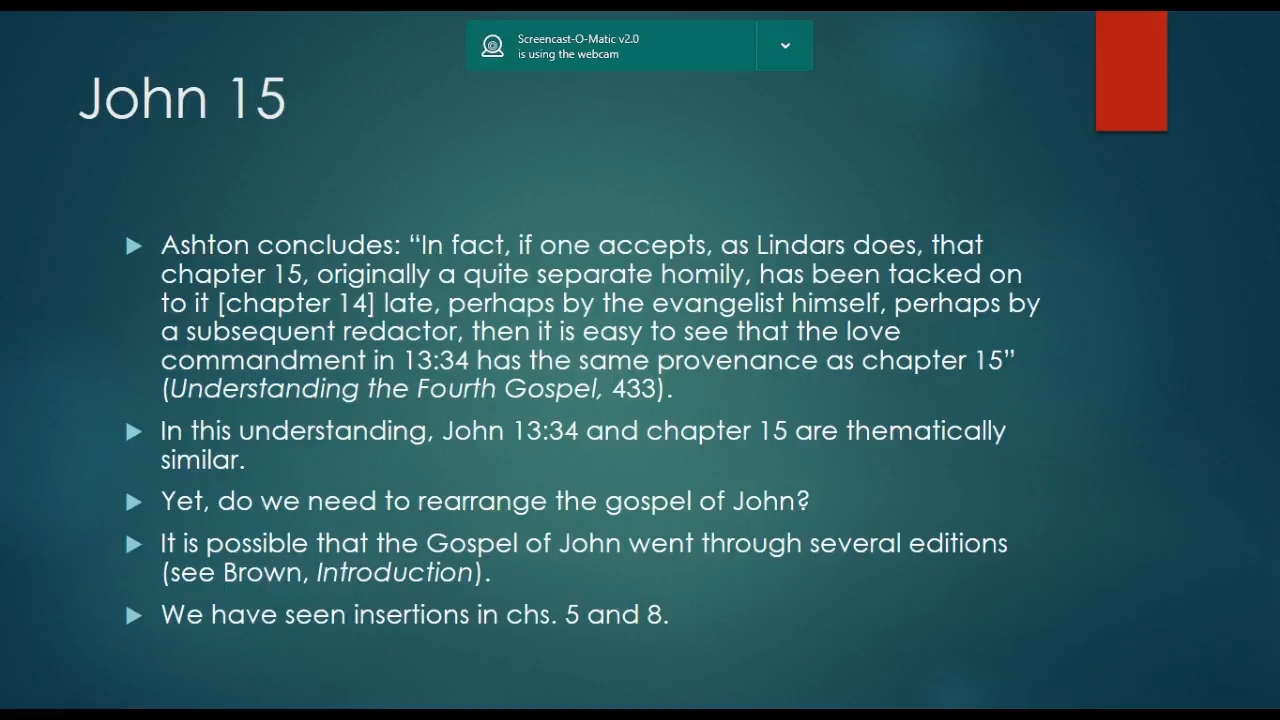 Screencast-O-Matic v2.0
is using the webcam
John 15
Ashton concludes: “In fact, if one accepts, as Lindars does, that
chapter 15, originally a quite separate homily, has been tacked on
to it [chapter 14] late, perhaps by the evangelist himself, perhaps by
a subsequent redactor, then it is easy to see that the love
commandment in 13:34 has the same provenance as chapter 15”
(Understanding the Fourth Gospel, 433).
In this understanding, John 13:34 and chapter 15 are thematically
similar.
Yet, do we need to rearrange the gospel of John?
It is possible that the Gospel of John went through several editions
(see Brown, Introduction).
We have seen insertions in chs. 5 and 8.